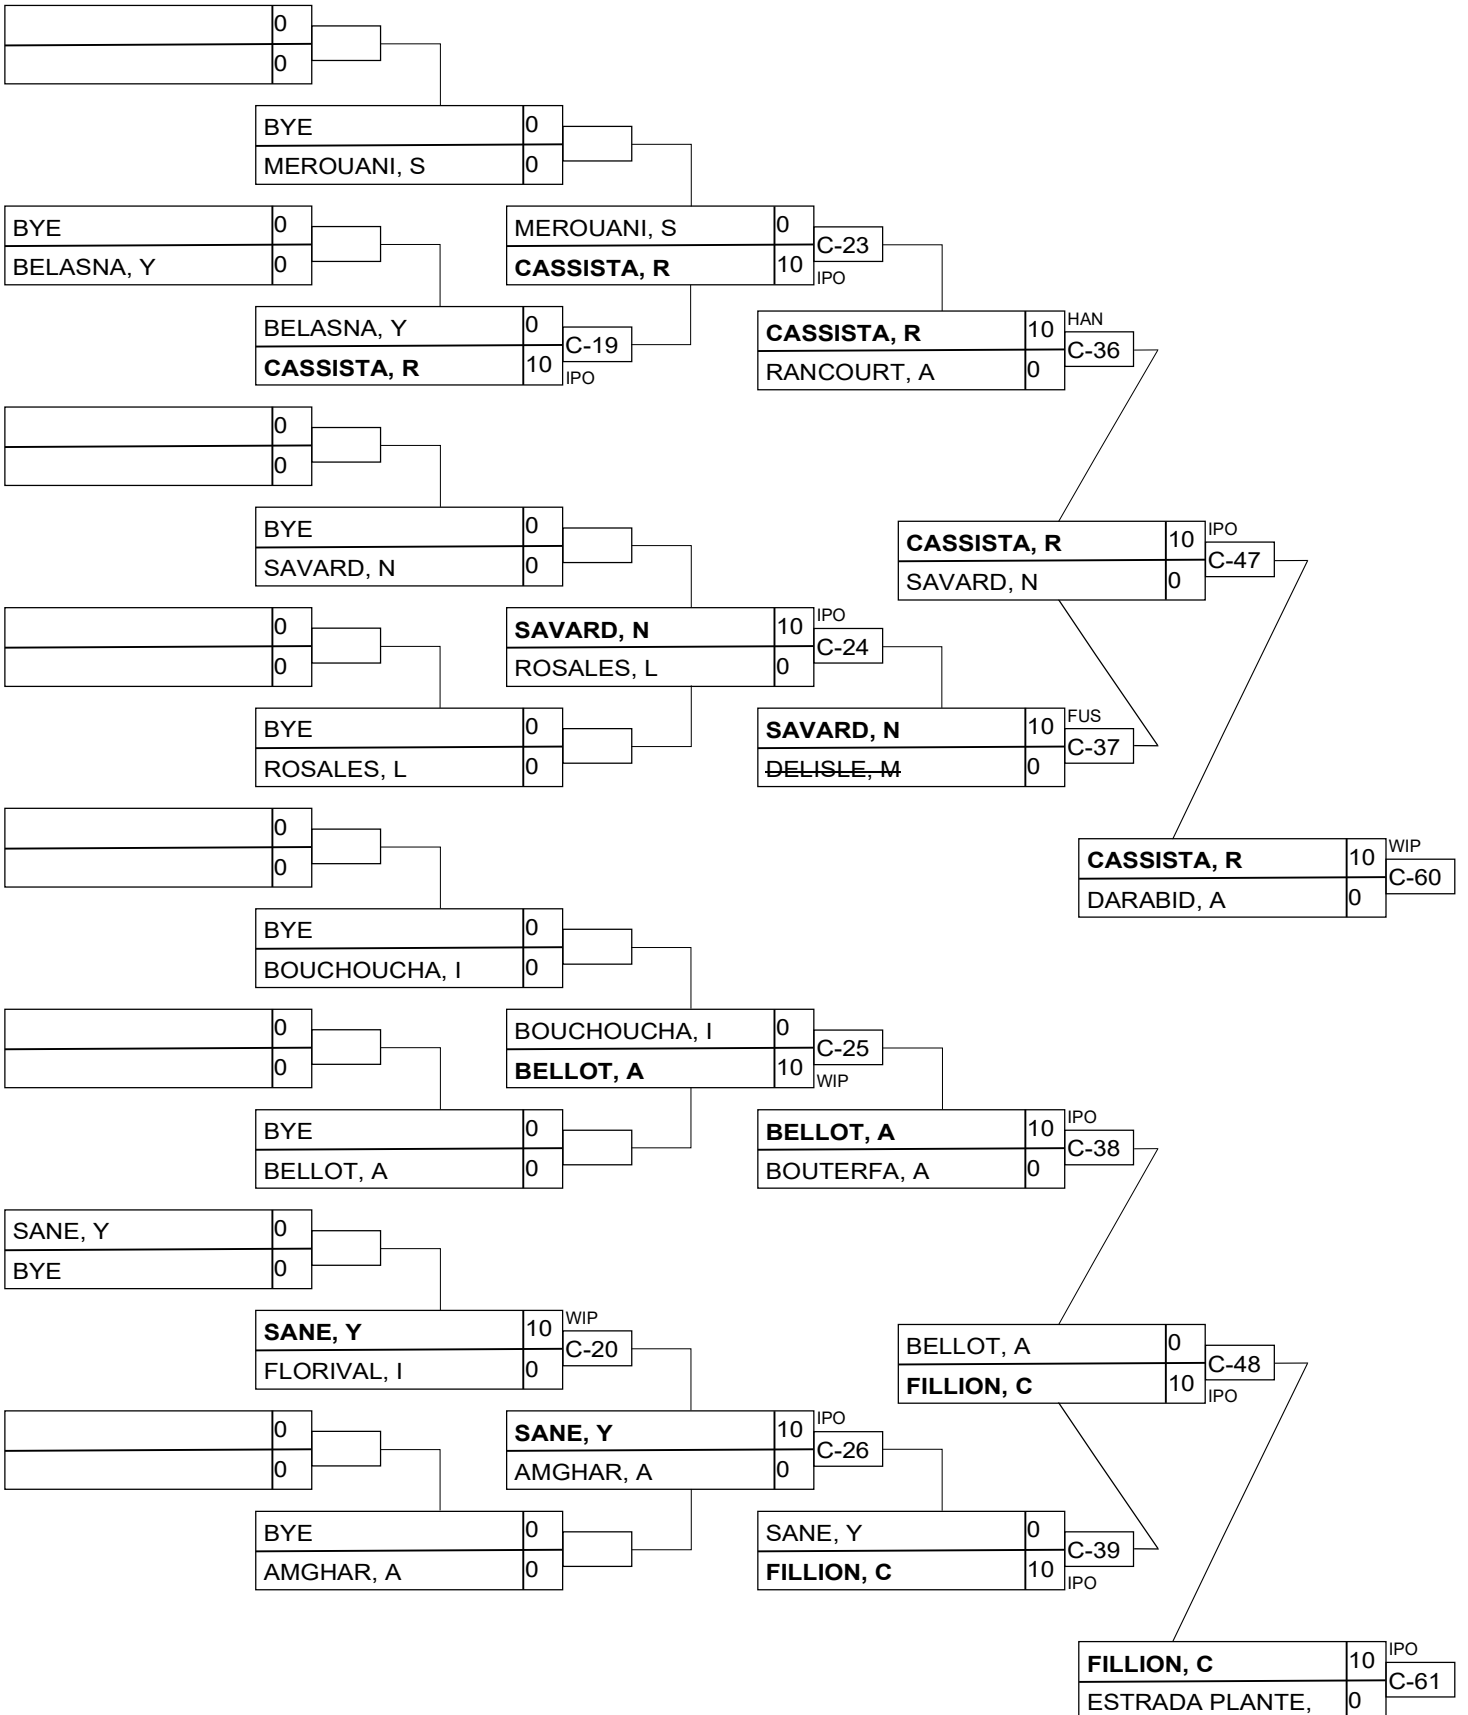 0
0
BYE 0
MEROUANI, S 0
BYE 0
BELASNA, Y 0
MEROUANI, S 0
C-23
CASSISTA, R 10
IPO
BELASNA, Y 0
C-19
CASSISTA, R 10
IPO
HAN
CASSISTA, R 10
C-36
RANCOURT, A 0
0
0
BYE 0
SAVARD, N 0
IPO
CASSISTA, R 10
C-47
SAVARD, N 0
0
0
IPO
SAVARD, N 10
C-24
ROSALES, L 0
BYE 0
ROSALES, L 0
FUS
SAVARD, N 10
C-37
DELISLE, M 0
0
0
WIP
CASSISTA, R 10
C-60
DARABID, A 0
BYE 0
BOUCHOUCHA, I 0
0
0
BOUCHOUCHA, I 0
C-25
BELLOT, A 10
WIP
BYE 0
BELLOT, A 0
IPO
BELLOT, A 10
C-38
BOUTERFA, A 0
SANE, Y 0
BYE 0
WIP
SANE, Y 10
C-20
FLORIVAL, I 0
BELLOT, A 0
C-48
FILLION, C 10
IPO
0
0
IPO
SANE, Y 10
C-26
AMGHAR, A 0
BYE 0
AMGHAR, A 0
SANE, Y 0
C-39
FILLION, C 10
IPO
IPO
FILLION, C 10
C-61
ESTRADA PLANTE, 0